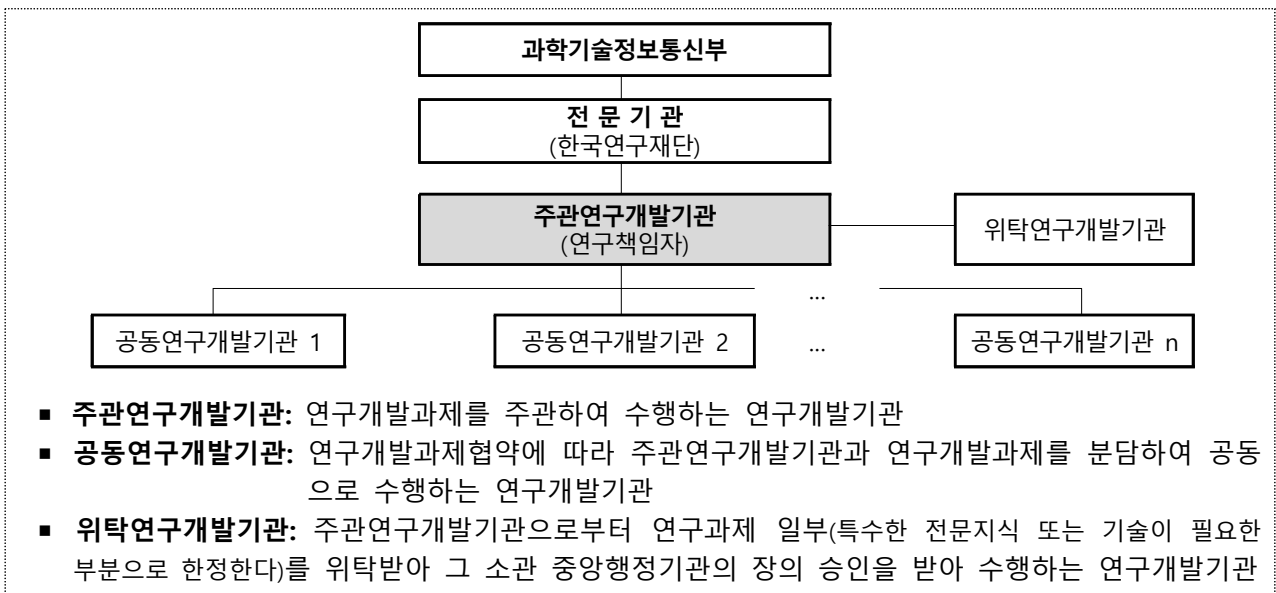 과학기술정보통신부
전 문 기 관
(한국연구재단)
주관연구개발기관
(연구책임자)
위탁연구개발기관
...
공동연구개발기관 1
공동연구개발기관 2
...
공동연구개발기관 n
▪ 주관연구개발기관: 연구개발과제를 주관하여 수행하는 연구개발기관
▪ 공동연구개발기관: 연구개발과제협약에 따라 주관연구개발기관과 연구개발과제를 분담하여 공동
으로 수행하는 연구개발기관
▪ 위탁연구개발기관: 주관연구개발기관으로부터 연구과제 일부(특수한 전문지식 또는 기술이 필요한
부분으로 한정한다)를 위탁받아 그 소관 중앙행정기관의 장의 승인을 받아 수행하는 연구개발기관